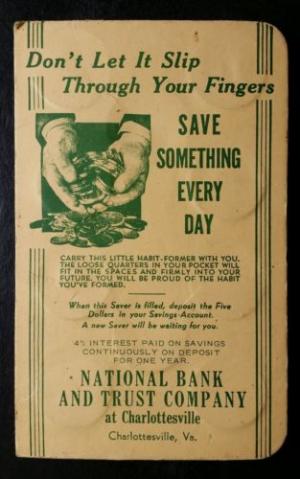 Don't Let It Slip
Through Your Fingers
SAVE
SOMETHING
EVERY
DAY
CARRY THIS LITTLE HABIT-FORMER WITH YOU.
THE LOOSE QUARTERS IN YOUR POCKET WILL
FIT IN THE SPACES AND FIRMLY INTO YOUR
FUTURE. YOU WILL BE PROUD OF THE HABIT
YOU'VE FORMED.
When this Saver is filled, deposit the Five
Dollars in your Savings Account.
A new Saver will be waiting for you.
4% INTEREST PAID ON SAVINGS
CONTINUOUSLY ON DEPOSIT
FOR ONE YEAR.
NATIONAL BANK
AND TRUST COMPANY
at Charlottesville
Charlottesville, Va.